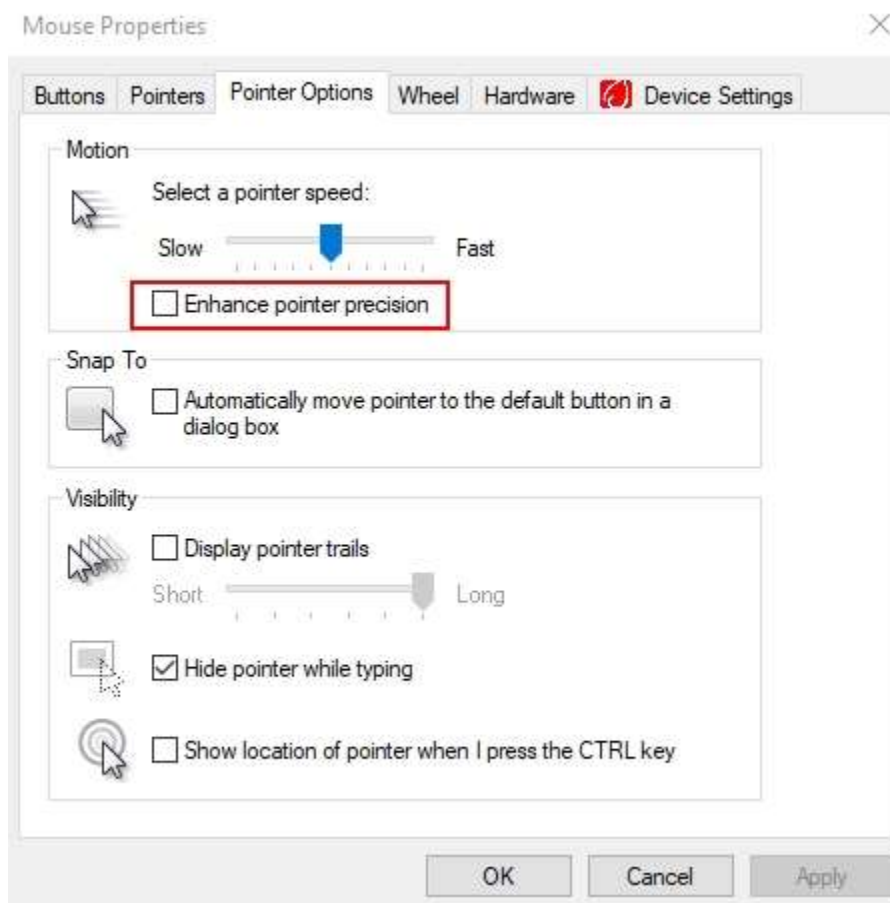 Mouse Properties
Buttons Pointers Pointer Options Wheel Hardware Device Settings
Motion
Select a pointer speed:
Slow Fast
Enhance pointer precision
Snap To
Automatically move pointer to the default button in a
dialog box
Visibility
Display pointer trails
Short Long
Hide pointer while typing
Show location of pointer when I press the CTRL key
OK Cancel Apply